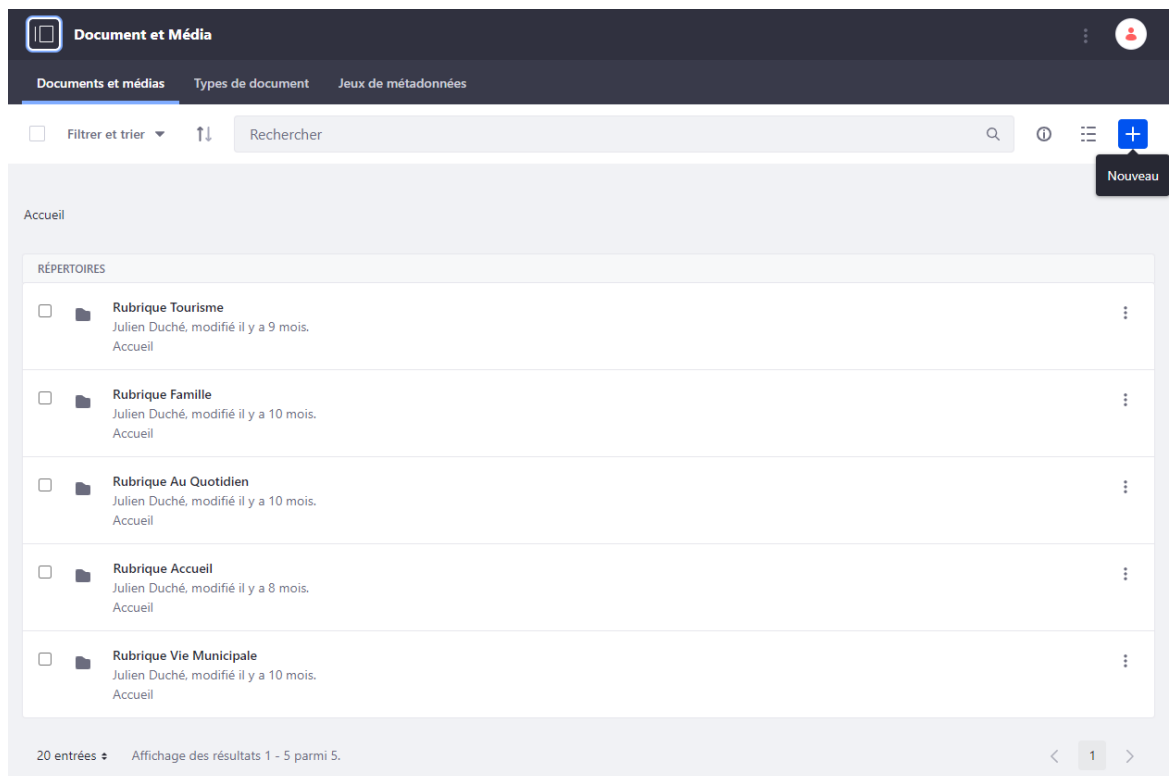 Document et Média
Documents et médias Types de document Jeux de métadonnées
Filtrer et trier Rechercher
Nouveau
Accueil
RÉPERTOIRES
Rubrique Tourisme
Julien Duché, modifié il y a 9 mois.
Accueil
Rubrique Famille
Julien Duché, modifié il y a 10 mois.
Accueil
Rubrique Au Quotidien
Julien Duché, modifié il y a 10 mois.
Accueil
Rubrique Accueil
Julien Duché, modifié il y a 8 mois.
Accueil
Rubrique Vie Municipale
Julien Duché, modifié il y a 10 mois.
Accueil
20 entrées Affichage des résultats 1 - 5 parmi 5. 1